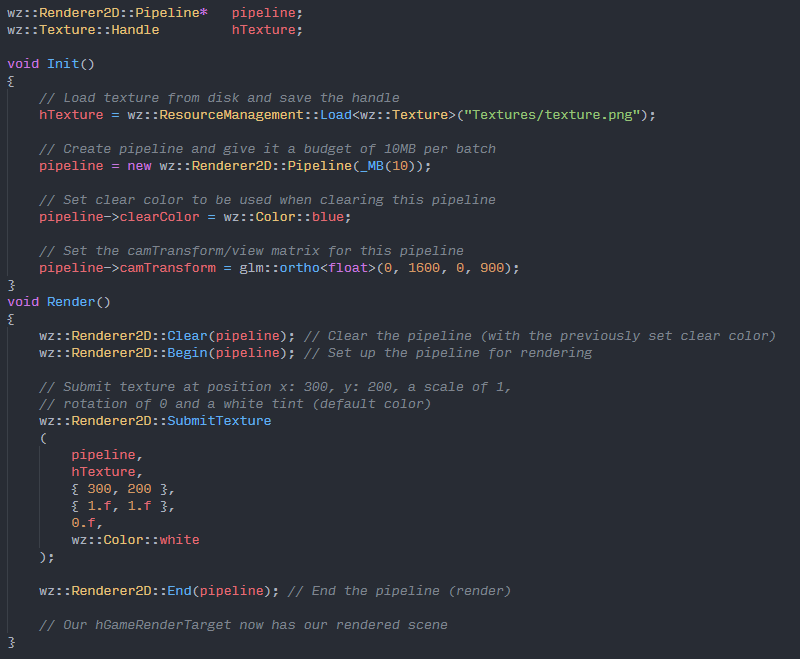 wz::Renderer2D::Pipeline*   pipeline;
wz::Texture::Handle         hTexture;
void Init()
{
    // Load texture from disk and save the handle
    hTexture = wz::ResourceManagement::Load<wz::Texture>("Textures/texture.png");
    // Create pipeline and give it a budget of 10MB per batch
    pipeline = new wz::Renderer2D::Pipeline(_MB(10));
    // Set clear color to be used when clearing this pipeline
    pipeline->clearColor = wz::Color::blue;
    // Set the camTransform/view matrix for this pipeline
    pipeline->camTransform = glm::ortho<float>(0, 1600, 0, 900);
}
void Render()
{
    wz::Renderer2D::Clear(pipeline); // Clear the pipeline (with the previously set clear color)
    wz::Renderer2D::Begin(pipeline); // Set up the pipeline for rendering
    // Submit texture at position x: 300, y: 200, a scale of 1,
    // rotation of 0 and a white tint (default color)
    wz::Renderer2D::SubmitTexture
    (
        pipeline,
        hTexture,
        { 300, 200 },
        { 1.f, 1.f },
        0.f,
        wz::Color::white
    );
    wz::Renderer2D::End(pipeline); // End the pipeline (render)
    // Our hGameRenderTarget now has our rendered scene
}